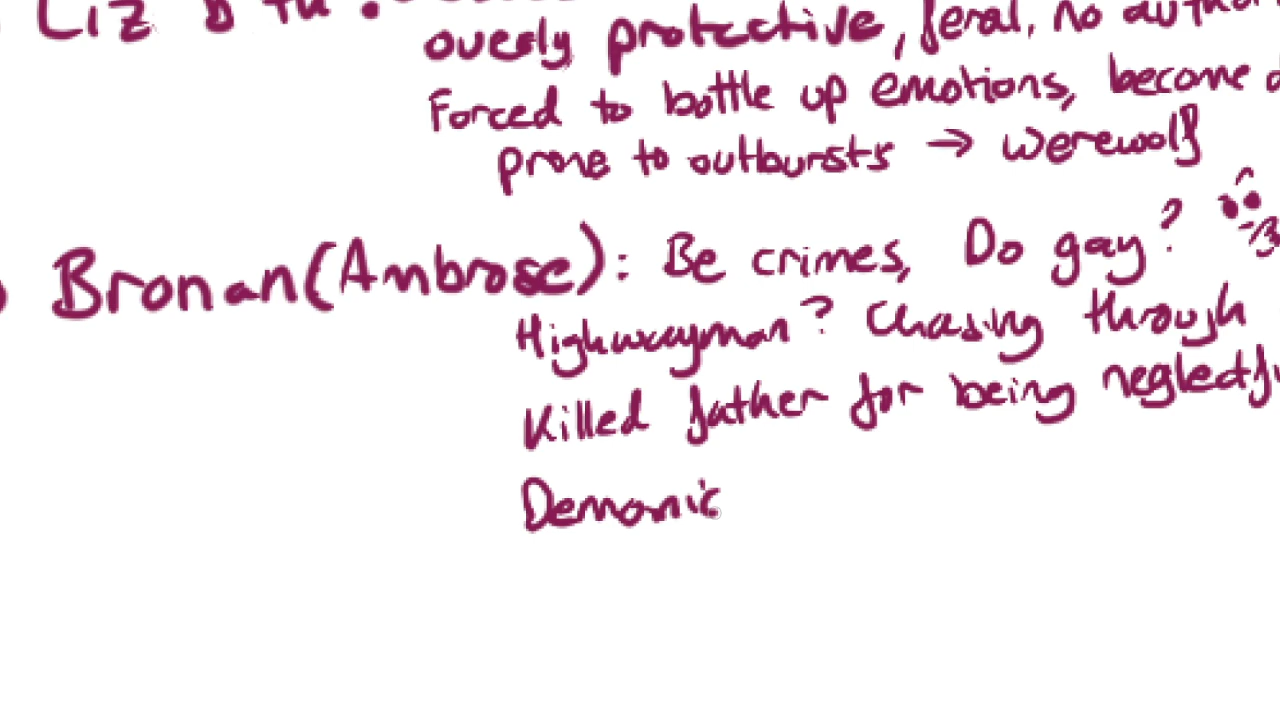 Liz
overly protective, feral, no
Forced to bottle up emotions, become
prone to outbursts → werewolf
Bronan (Ambrose): Be crimes, Do gay?
Highwayman? Chasing through
Killed father for being
Demonic